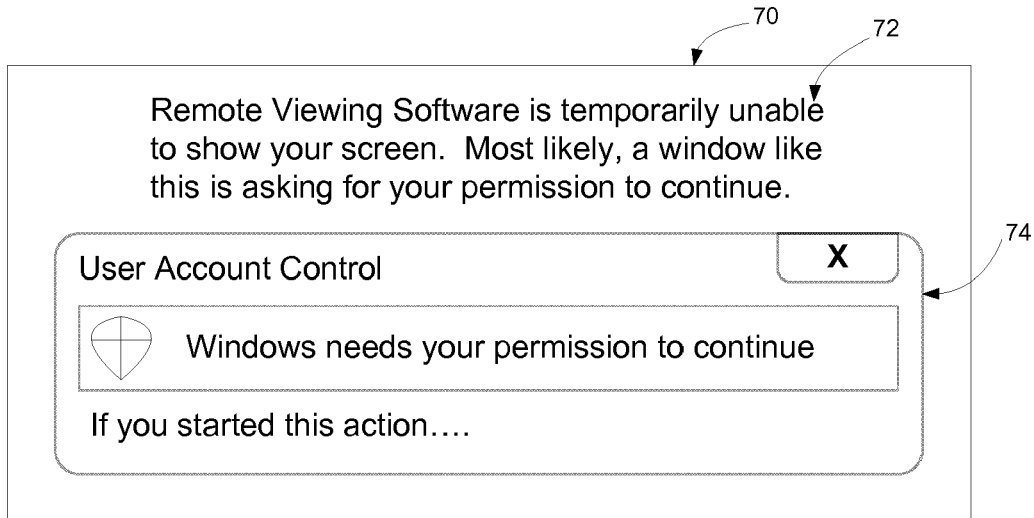 70
72
Remote Viewing Software is temporarily unable
to show your screen.  Most likely, a window like
this is asking for your permission to continue.
74
User Account Control
X
Windows needs your permission to continue
If you started this action....